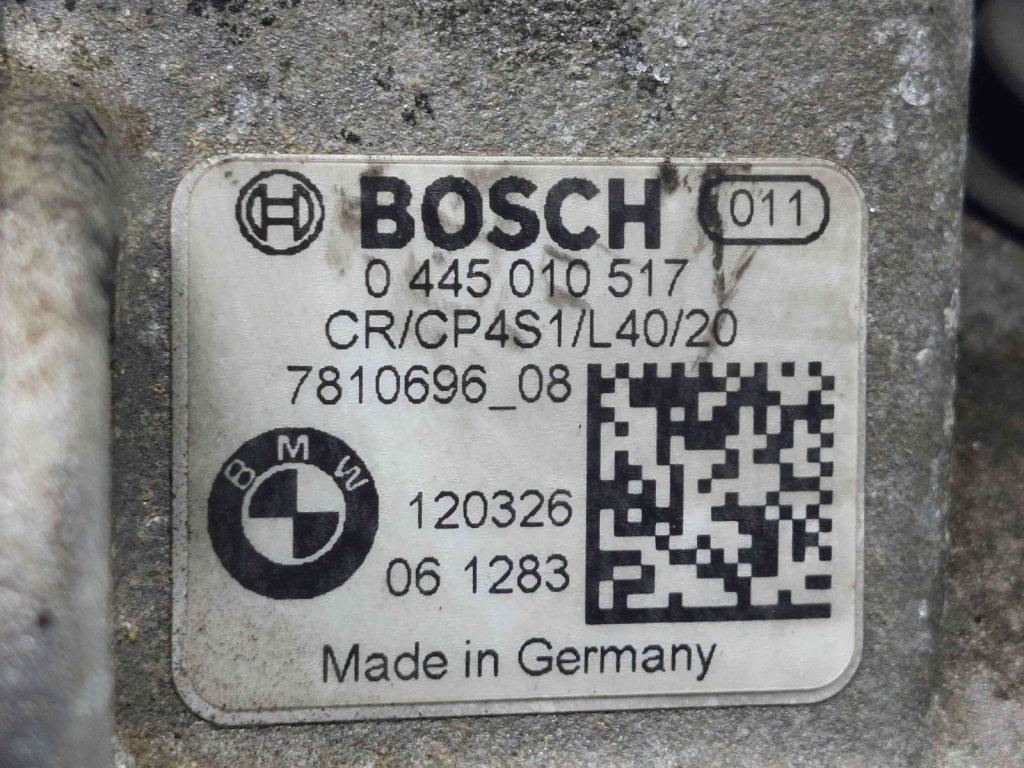 BOSCH 011
0 445 010 517
CR/CP4S1/L40/20
7810696_08
BMW
120326
06 1283
Made in Germany